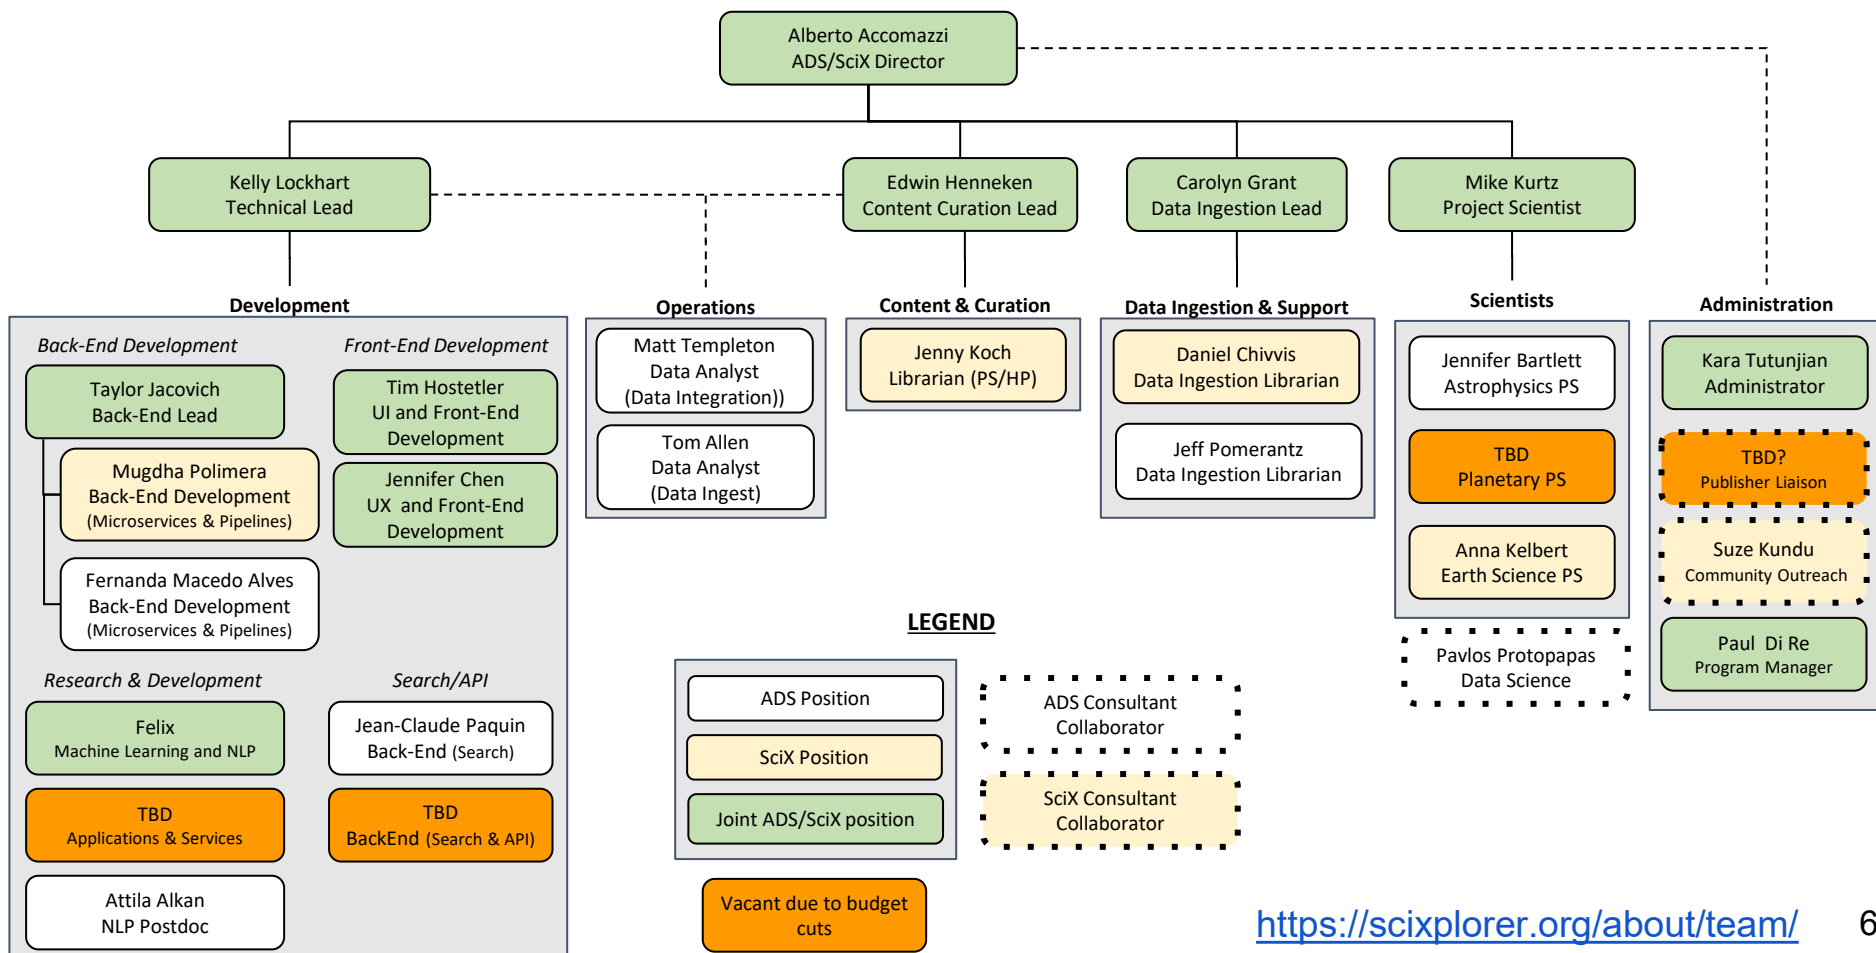 Alberto Accomazzi
ADS/SciX Director
Kelly Lockhart
Technical Lead
Edwin Henneken
Content Curation Lead
Carolyn Grant
Data Ingestion Lead
Mike Kurtz
Project Scientist
Development
Back-End Development
Taylor Jacovich
Back-End Lead
Mugdha Polimera
Back-End Development
(Microservices & Pipelines)
Fernanda Macedo Alves
Back-End Development
(Microservices & Pipelines)
Front-End Development
Tim Hostetler
UI and Front-End
Development
Jennifer Chen
UX and Front-End
Development
Research & Development
Felix
Machine Learning and NLP
TBD
Applications & Services
Attila Alkan
NLP Postdoc
Search/API
Jean-Claude Paquin
Back-End (Search)
TBD
BackEnd (Search & API)
Operations
Matt Templeton
Data Analyst
(Data Integration))
Tom Allen
Data Analyst
(Data Ingest)
Content & Curation
Jenny Koch
Librarian (PS/HP)
Data Ingestion & Support
Daniel Chivvis
Data Ingestion Librarian
Jeff Pomerantz
Data Ingestion Librarian
Scientists
Jennifer Bartlett
Astrophysics PS
TBD
Planetary PS
Anna Kelbert
Earth Science PS
Pavlos Protopapas
Data Science
Administration
Kara Tutunjian
Administrator
TBD?
Publisher Liaison
Suze Kundu
Community Outreach
Paul Di Re
Program Manager
LEGEND
ADS Position
SciX Position
Joint ADS/SciX position
ADS Consultant
Collaborator
SciX Consultant
Collaborator
Vacant due to budget
cuts
https://scixplorer.org/about/team/
6